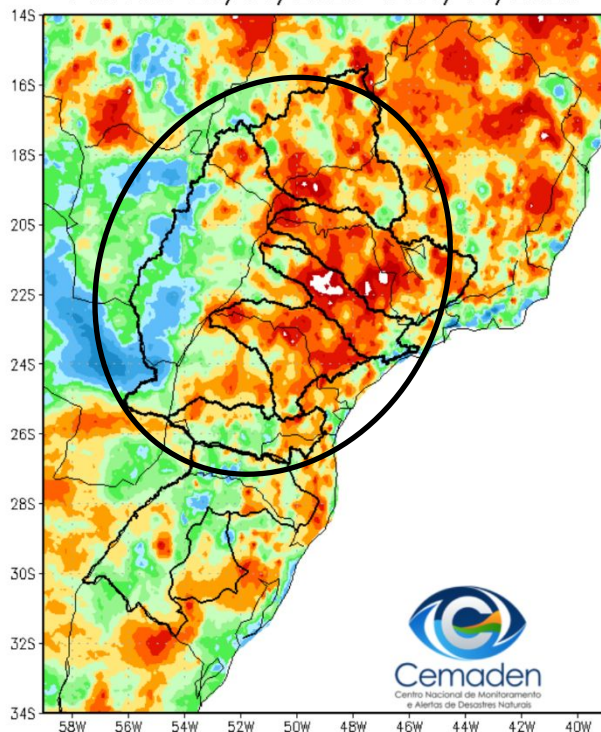 14S
16S
18S
20S
22S
24S
26S
28S
30S
32S
34S
58W 56W 54W 52W 50W 48W 46W 44W 42W 40W
Cemaden
Centro Nacional de Monitoramento
e Alertas de Desastres Naturais